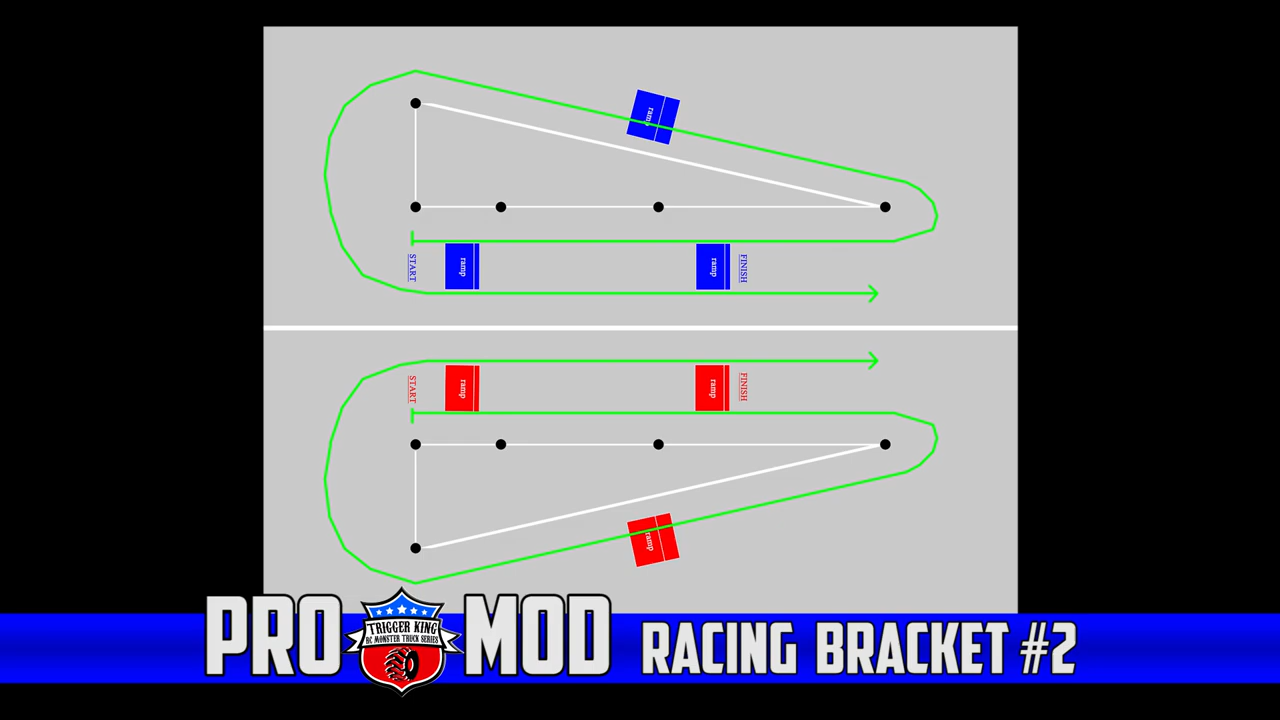 ramp
START
ramp
ramp
FINISH
START
ramp
ramp
FINISH
ramp
PRO MOD
TRIGGER KING
RC MONSTER TRUCK SERIES
RACING BRACKET #2